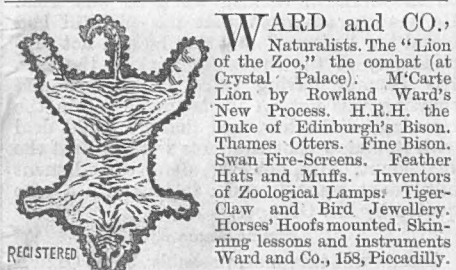 WARD and CO.,
Naturalists. The "Lion
of the Zoo," the combat (at
Crystal Palace). M'Carte
Lion by Rowland Ward's
New Process. H.R.H. the
Duke of Edinburgh's Bison.
Thames Otters. Fine Bison.
Swan Fire-Screens. Feather
Hats and Muffs. Inventors
of Zoological Lamps. Tiger-
Claw and Bird Jewellery.
Horses' Hoofs mounted. Skin-
ning lessons and instruments
Ward and Co., 158, Piccadilly.
REGISTERED